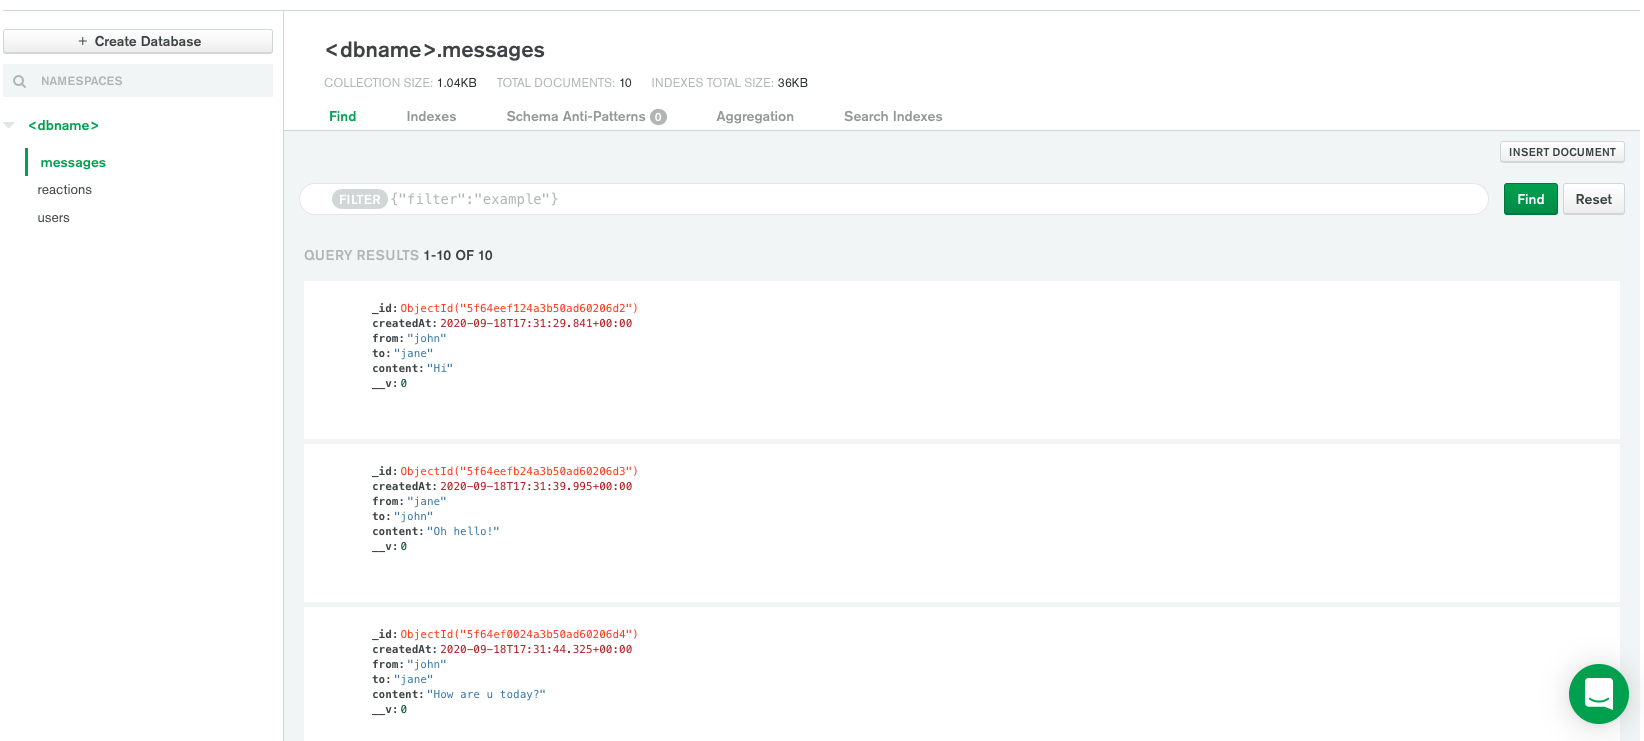 + Create Database
NAMESPACES
<dbname>
messages
reactions
users
<dbname>.messages
COLLECTION SIZE: 1.04KB TOTAL DOCUMENTS: 10 INDEXES TOTAL SIZE: 36KB
Find Indexes Schema Anti-Patterns 0 Aggregation Search Indexes
INSERT DOCUMENT
FILTER {"filter":"example"} Find Reset
QUERY RESULTS 1-10 OF 10
_id: ObjectId("5f64eef124a3b50ad60206d2")
createdAt: 2020-09-18T17:31:29.841+00:00
from: "john"
to: "jane"
content: "Hi"
__v: 0
_id: ObjectId("5f64eefb24a3b50ad60206d3")
createdAt: 2020-09-18T17:31:39.995+00:00
from: "jane"
to: "john"
content: "Oh hello!"
__v: 0
_id: ObjectId("5f64ef0024a3b50ad60206d4")
createdAt: 2020-09-18T17:31:44.325+00:00
from: "john"
to: "jane"
content: "How are u today?"
__v: 0